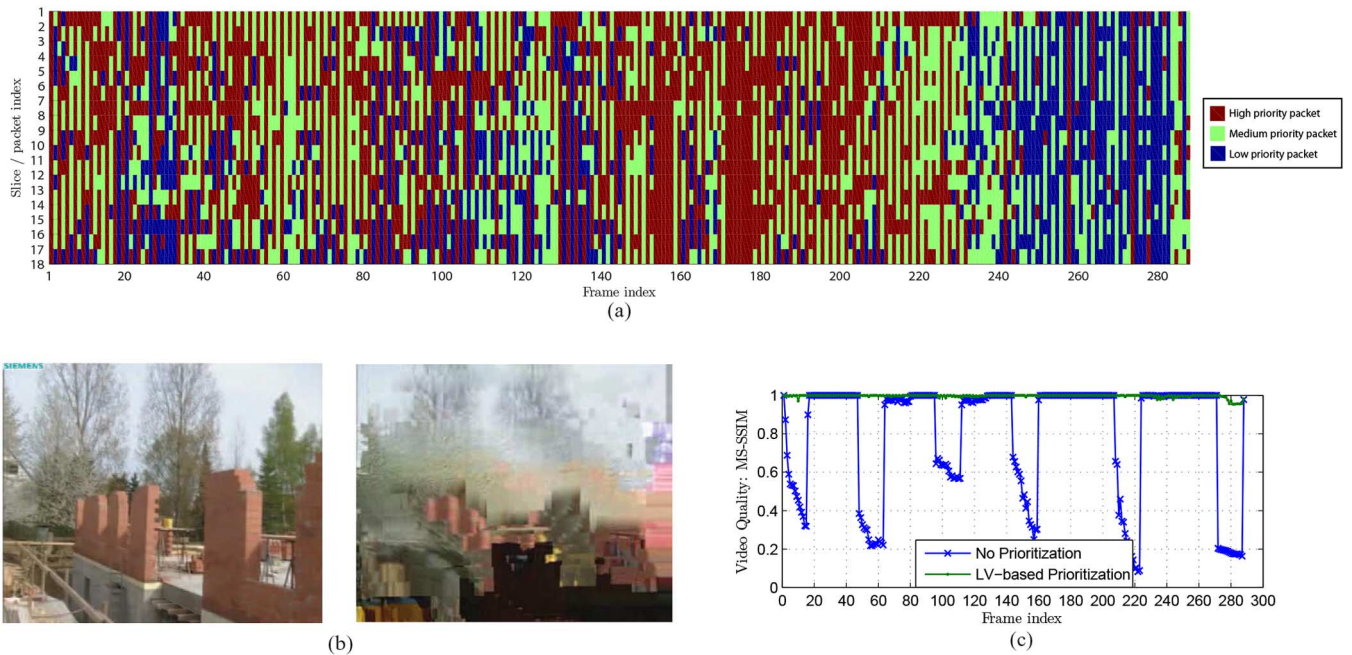 1
2
3
4
5
6
7
8
9
10
11
12
13
14
15
16
17
18
Slice / packet index
1 20 40 60 80 100 120 140 160 180 200 220 240 260 280
Frame index
(a)
High priority packet
Medium priority packet
Low priority packet
SIEMENS
(b)
Video Quality: MS-SSIM
1
0.8
0.6
0.4
0.2
0
No Prioritization
LV-based Prioritization
0 20 40 60 80 100 120 140 160 180 200 220 240 260 280 300
Frame index
(c)